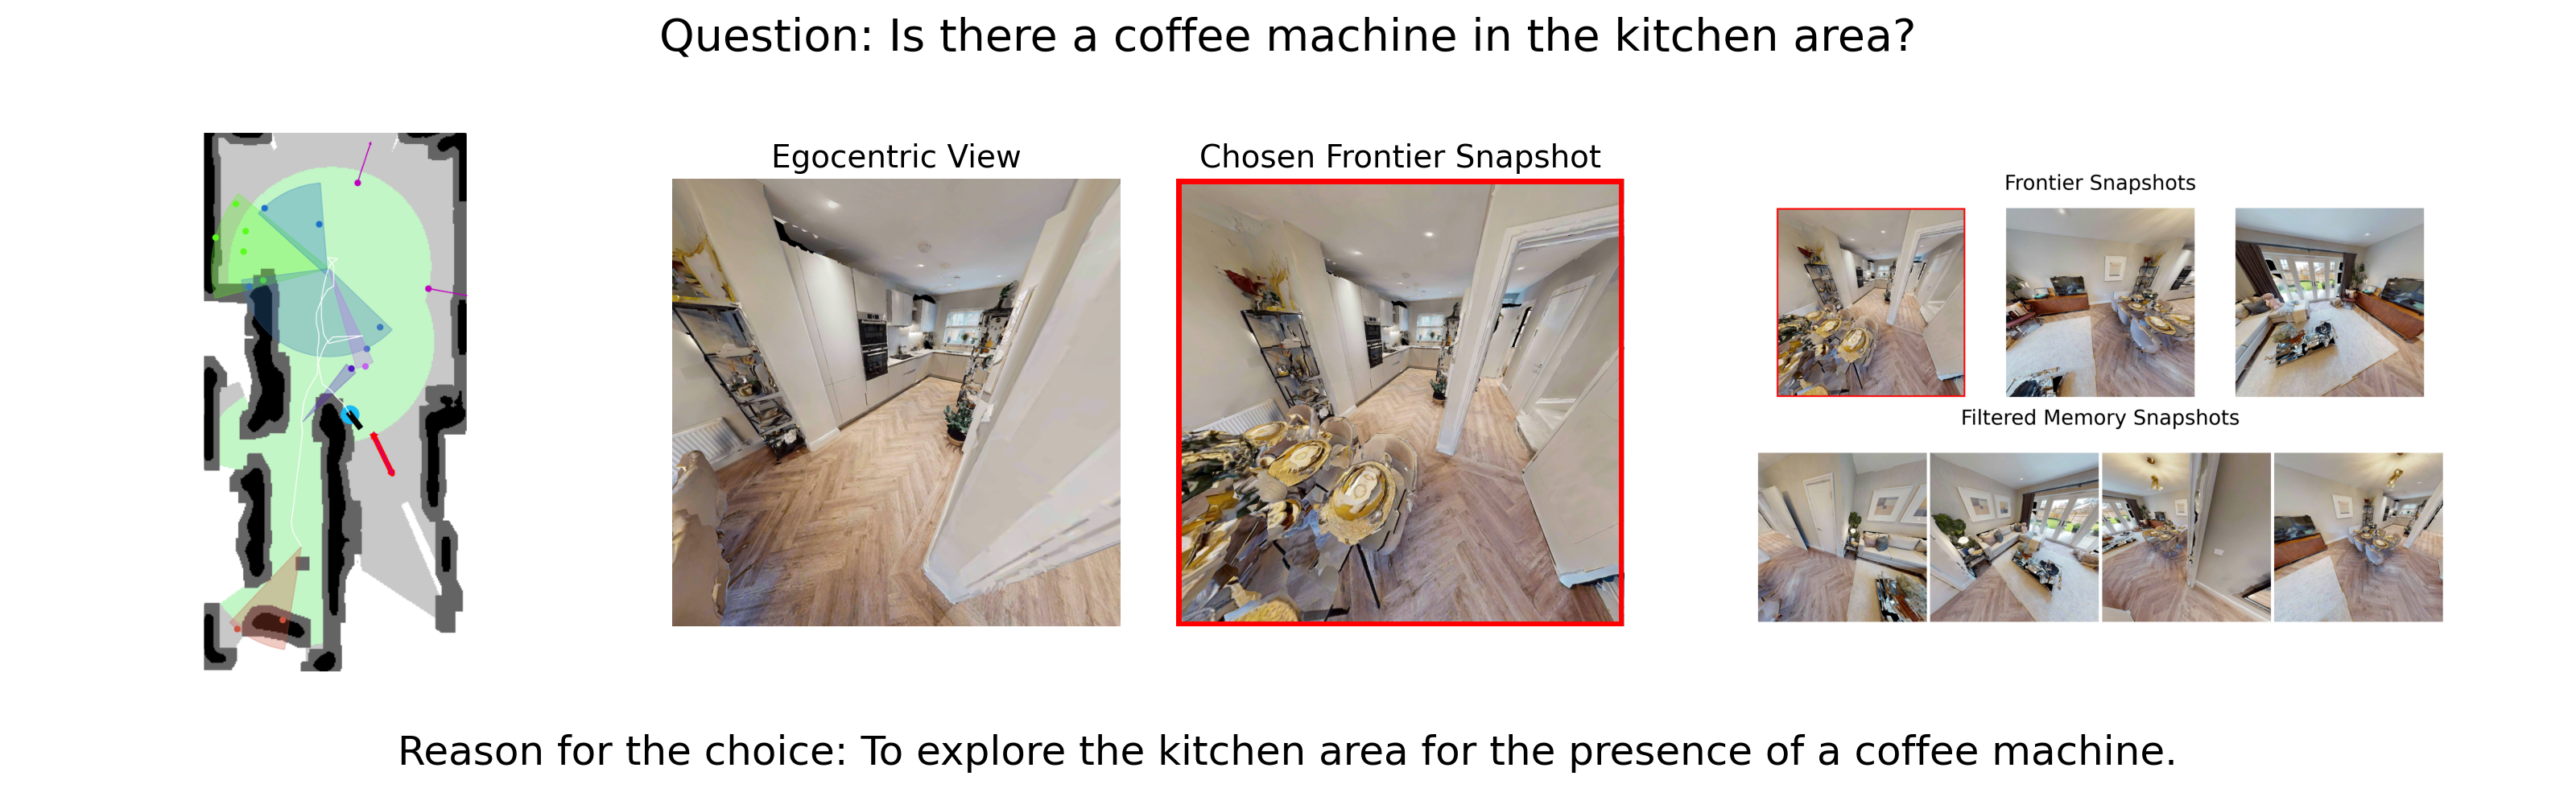 Question: Is there a coffee machine in the kitchen area?
Egocentric View
Chosen Frontier Snapshot
Frontier Snapshots
Filtered Memory Snapshots
Reason for the choice: To explore the kitchen area for the presence of a coffee machine.